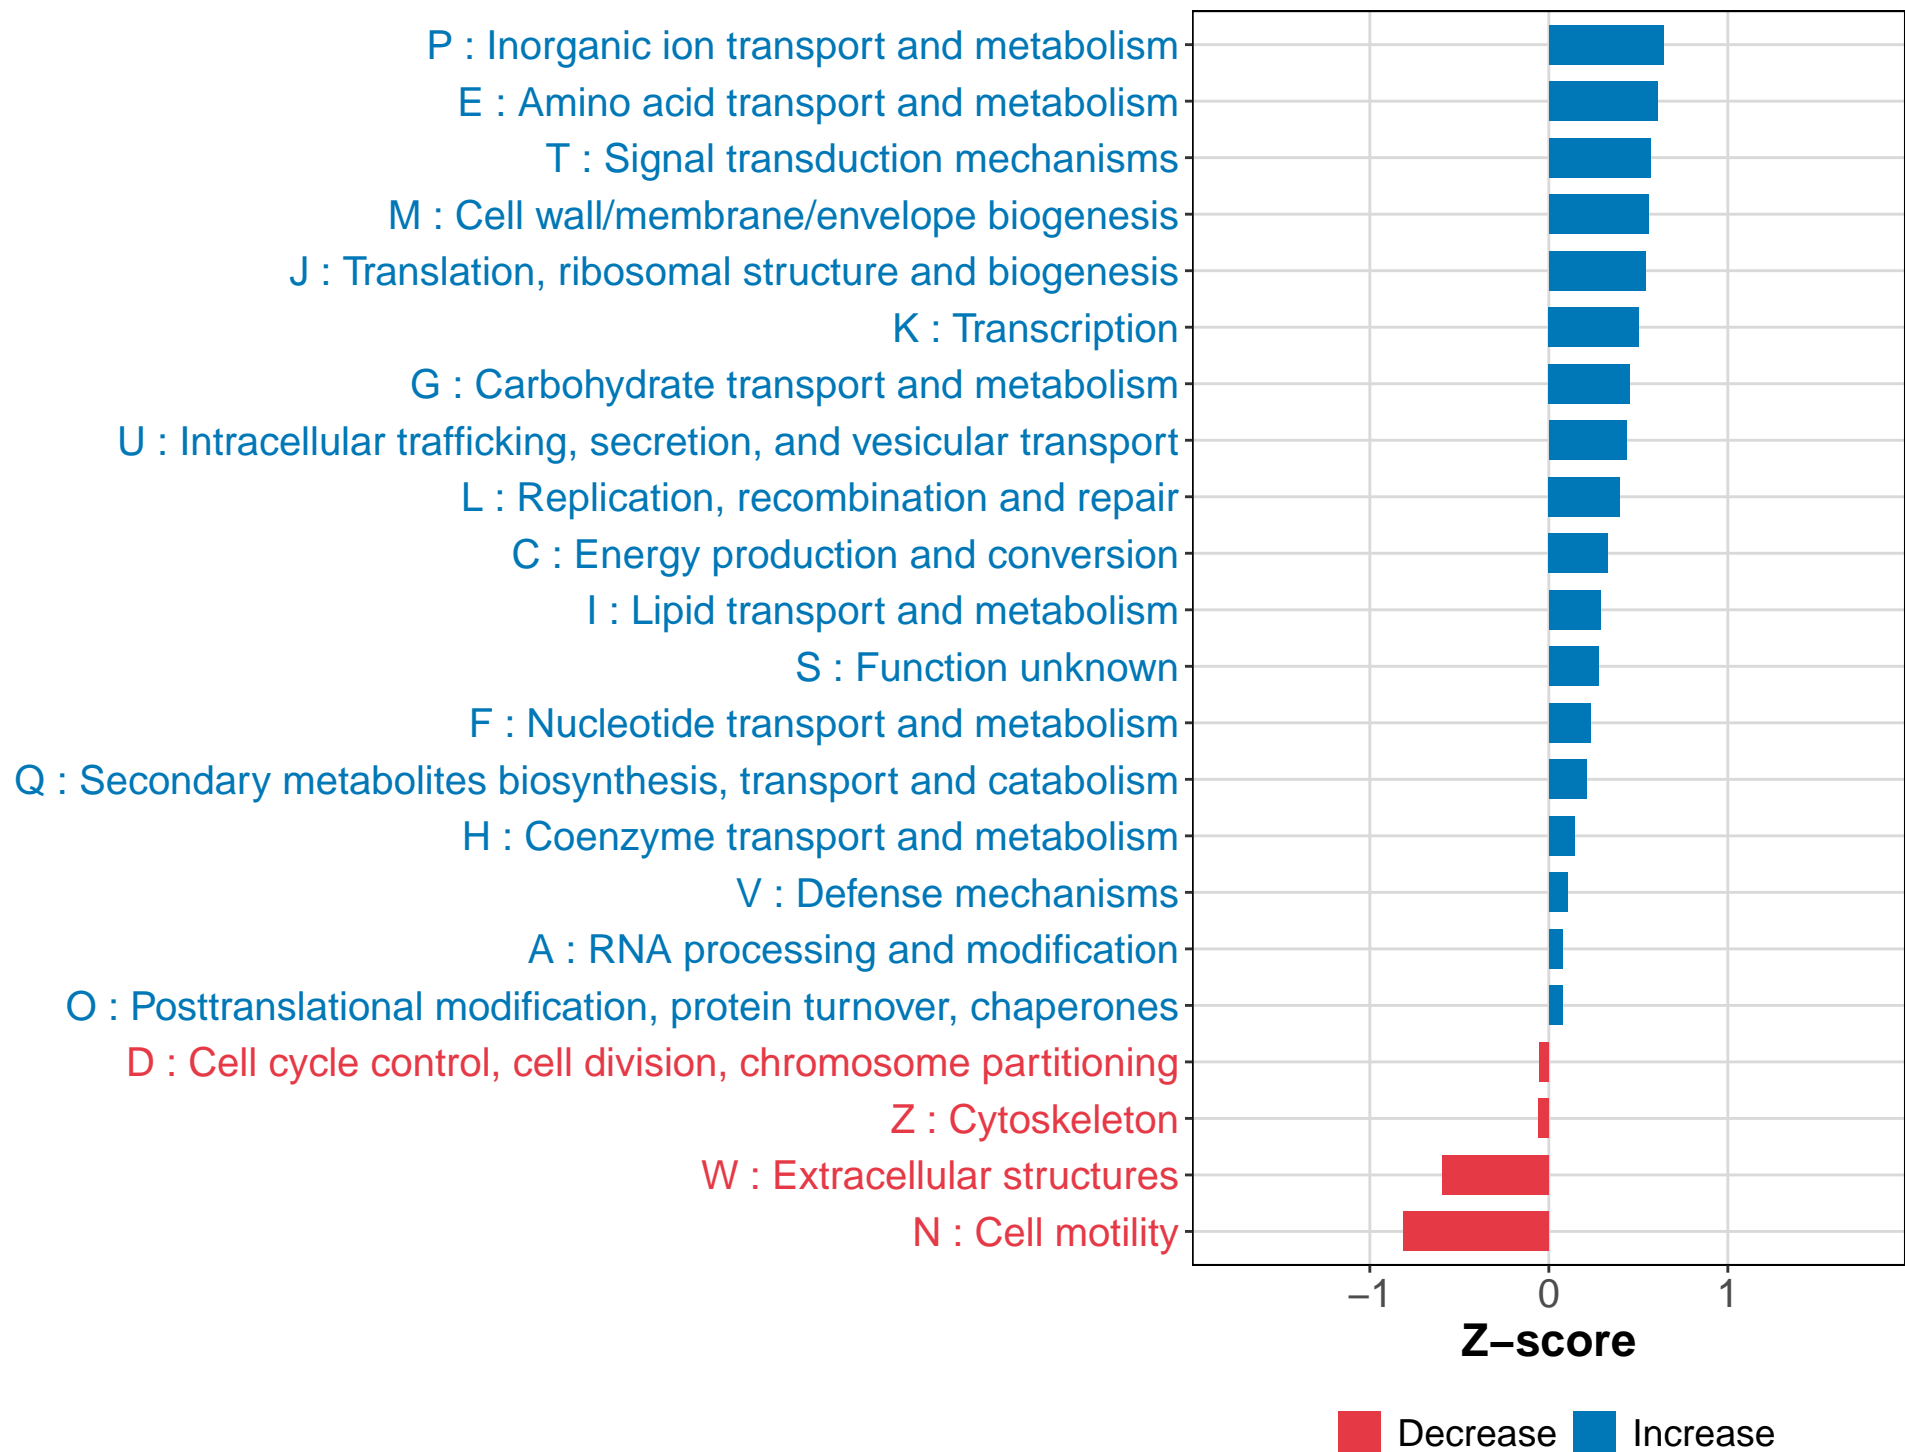 P : Inorganic ion transport and metabolism
E : Amino acid transport and metabolism
T : Signal transduction mechanisms
M : Cell wall/membrane/envelope biogenesis
J : Translation, ribosomal structure and biogenesis
K : Transcription
G : Carbohydrate transport and metabolism
U : Intracellular trafficking, secretion, and vesicular transport
L : Replication, recombination and repair
C : Energy production and conversion
I : Lipid transport and metabolism
S : Function unknown
F : Nucleotide transport and metabolism
Q : Secondary metabolites biosynthesis, transport and catabolism
H : Coenzyme transport and metabolism
V : Defense mechanisms
A : RNA processing and modification
O : Posttranslational modification, protein turnover, chaperones
D : Cell cycle control, cell division, chromosome partitioning
Z : Cytoskeleton
W : Extracellular structures
N : Cell motility
−1 0 1
Z−score
Decrease Increase